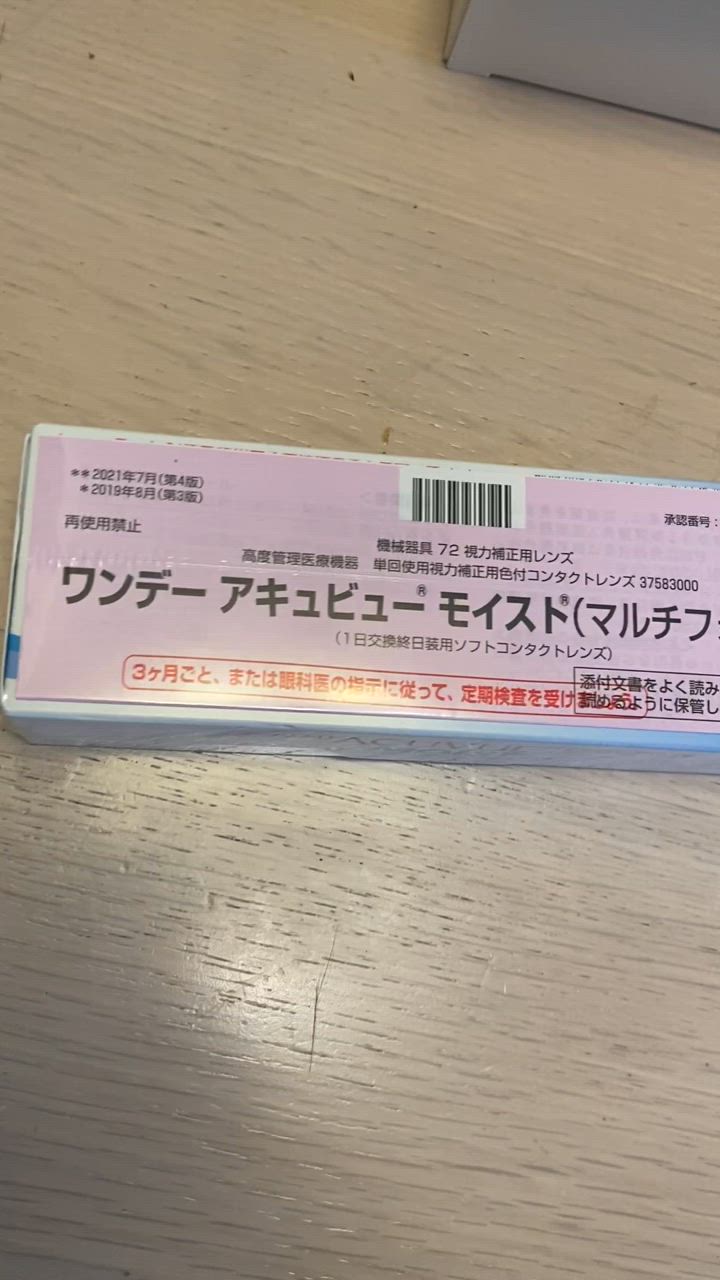 **2021年7月(第4版)
*2019年8月(第3版)
再使用禁止
承認番号:
機械器具 72 視力補正用レンズ
高度管理医療機器 単回使用視力補正用色付コンタクトレンズ 37583000
ワンデー アキュビュー® モイスト®(マルチフ
(1日交換終日装用ソフトコンタクトレンズ)
3ヶ月ごと、または眼科医の指示に従って、定期検査を受け
添付文書をよく読み
読めるように保管し